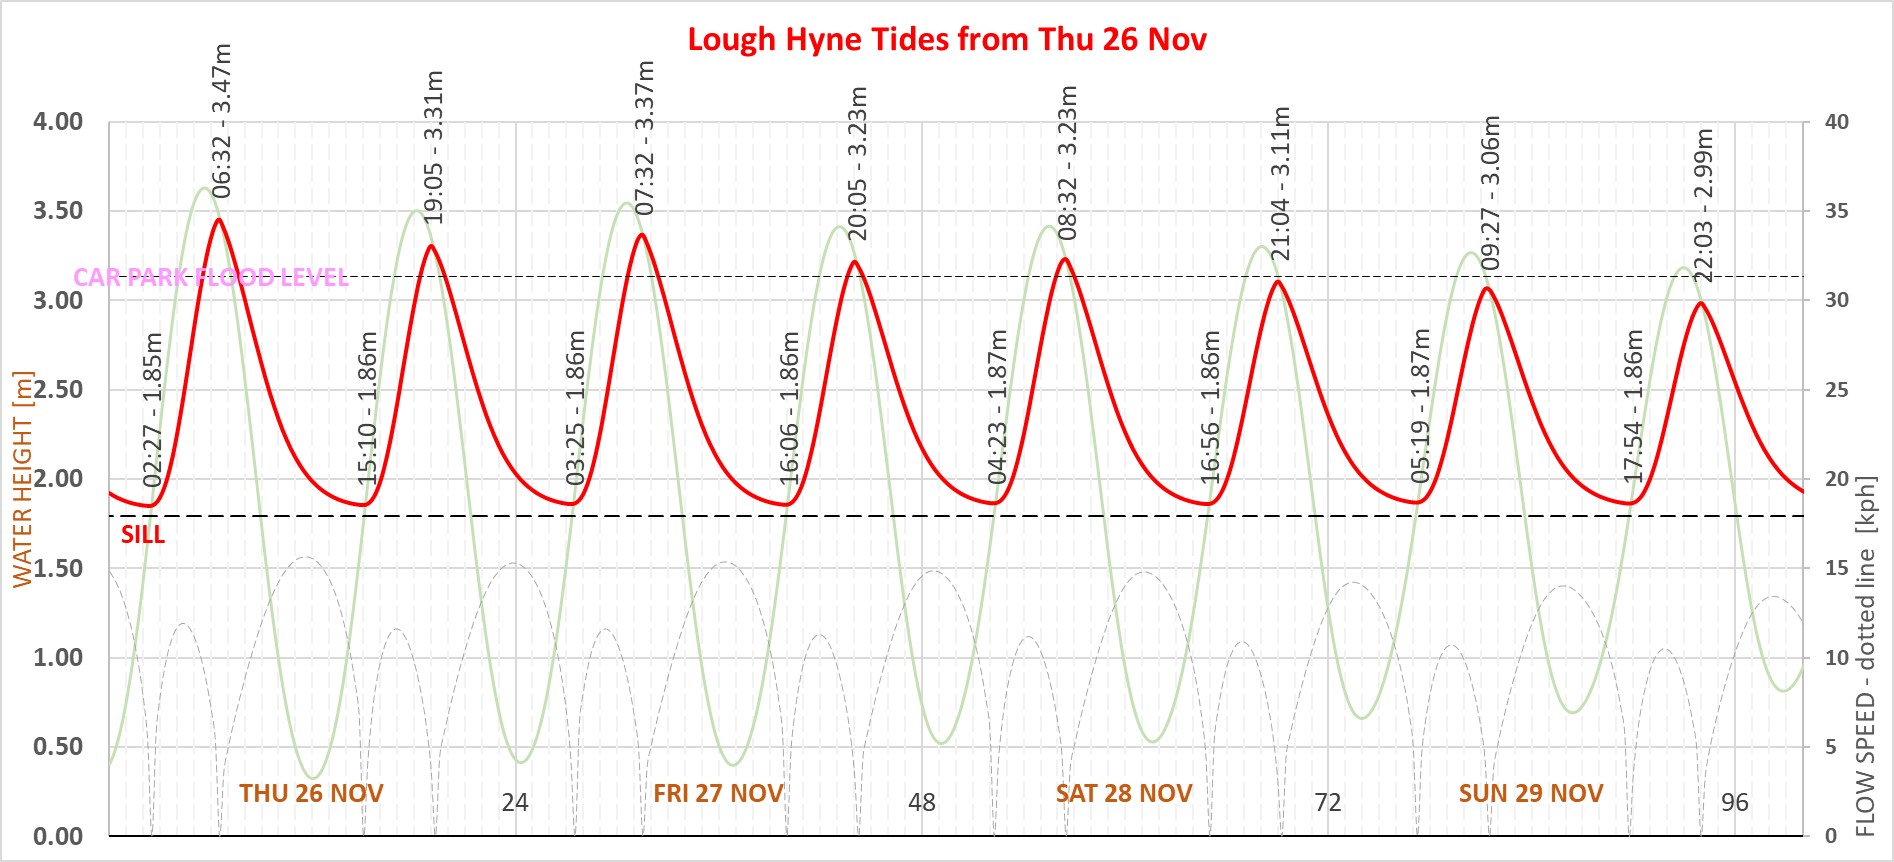 Lough Hyne Tides from Thu 26 Nov
06:32 - 3.47m
19:05 - 3.31m
07:32 - 3.37m
20:05 - 3.23m
08:32 - 3.23m
21:04 - 3.11m
09:27 - 3.06m
22:03 - 2.99m
4.00
3.50
3.00
2.50
2.00
1.50
1.00
0.50
0.00
WATER HEIGHT [m]
CAR PARK FLOOD LEVEL
02:27 - 1.85m
15:10 - 1.86m
03:25 - 1.86m
16:06 - 1.86m
04:23 - 1.87m
16:56 - 1.86m
05:19 - 1.87m
17:54 - 1.86m
SILL
THU 26 NOV
24
FRI 27 NOV
48
SAT 28 NOV
72
SUN 29 NOV
96
40
35
30
25
20
15
10
5
0
FLOW SPEED - dotted line [kph]